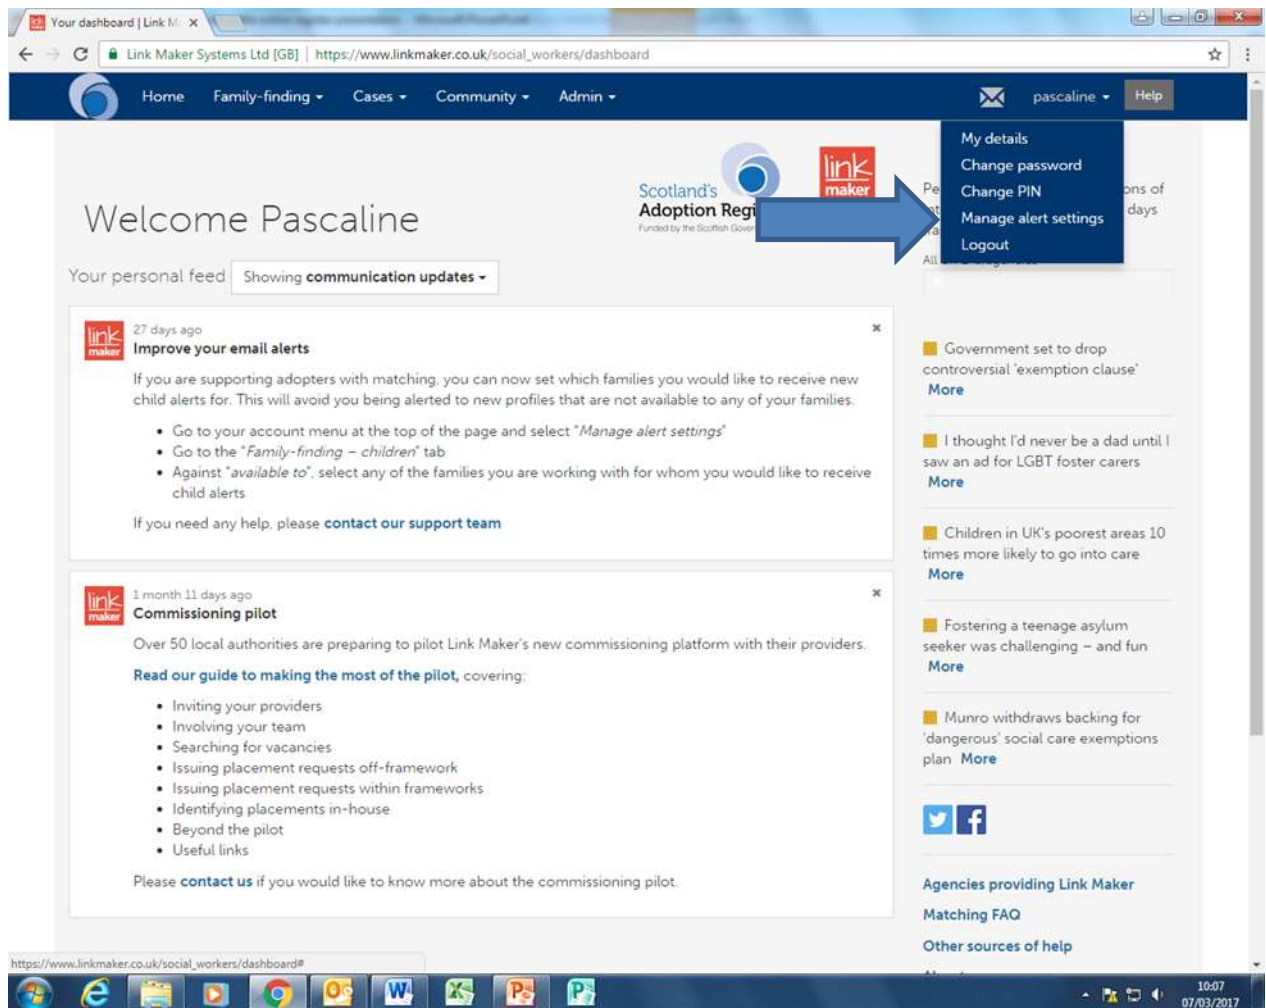 Your dashboard | Link M
Link Maker Systems Ltd [GB] | https://www.linkmaker.co.uk/social_workers/dashboard
Home Family-finding Cases Community Admin pascaline Help
My details
Change password
Change PIN
Manage alert settings
Logout
Scotland's
Adoption Regi
Funded by the Scottish Gover
link
maker
Pe ons of
days
Welcome Pascaline
Your personal feed Showing communication updates
link
maker
27 days ago
Improve your email alerts
If you are supporting adopters with matching, you can now set which families you would like to receive new
child alerts for. This will avoid you being alerted to new profiles that are not available to any of your families.
• Go to your account menu at the top of the page and select "Manage alert settings"
• Go to the "Family-finding – children" tab
• Against "available to", select any of the families you are working with for whom you would like to receive
child alerts
If you need any help, please contact our support team
link
maker
1 month 11 days ago
Commissioning pilot
Over 50 local authorities are preparing to pilot Link Maker's new commissioning platform with their providers.
Read our guide to making the most of the pilot, covering:
• Inviting your providers
• Involving your team
• Searching for vacancies
• Issuing placement requests off-framework
• Issuing placement requests within frameworks
• Identifying placements in-house
• Beyond the pilot
• Useful links
Please contact us if you would like to know more about the commissioning pilot.
Government set to drop
controversial 'exemption clause'
More
I thought I'd never be a dad until I
saw an ad for LGBT foster carers
More
Children in UK's poorest areas 10
times more likely to go into care
More
Fostering a teenage asylum
seeker was challenging – and fun
More
Munro withdraws backing for
'dangerous' social care exemptions
plan More
Agencies providing Link Maker
Matching FAQ
Other sources of help
https://www.linkmaker.co.uk/social_workers/dashboard#
10:07
07/03/2017